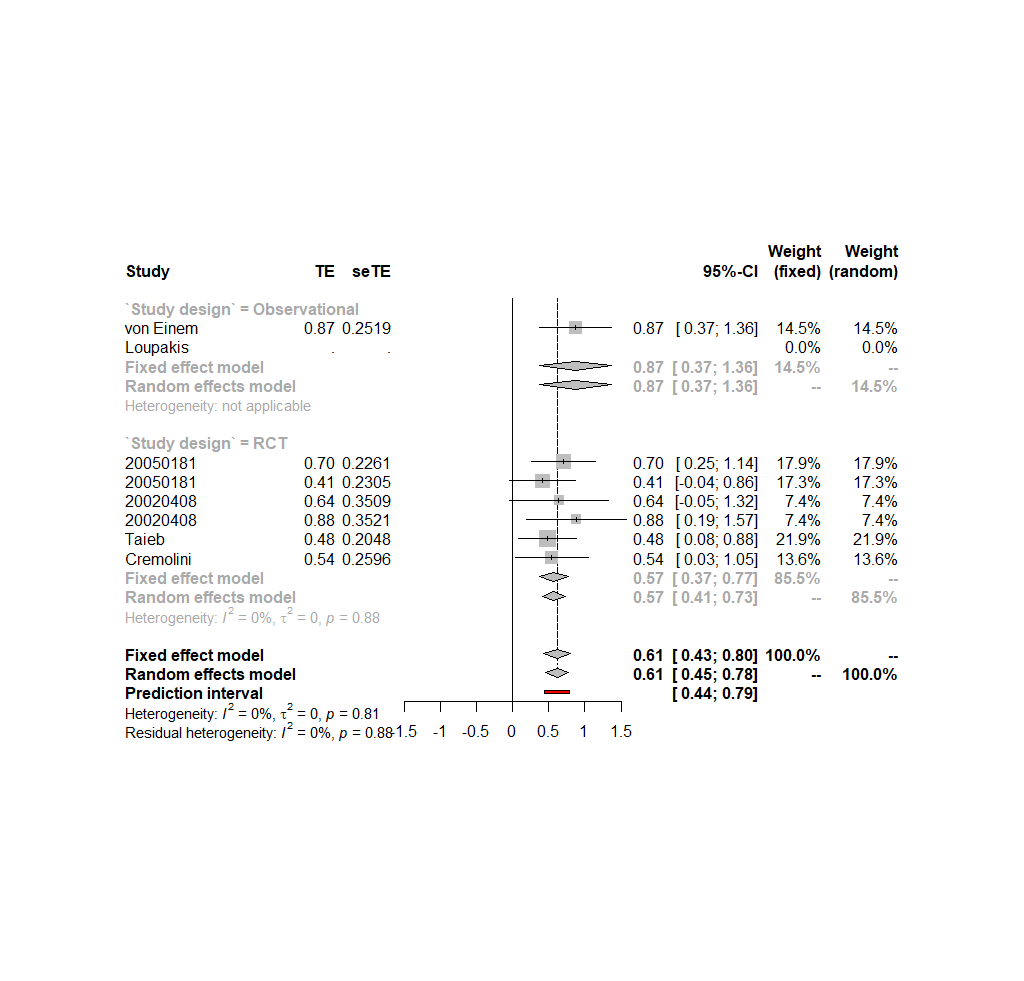 Weight Weight
Study TE seTE 95%-CI (fixed) (random)
`Study design` = Observational
von Einem 0.87 0.2519 0.87 [ 0.37; 1.36] 14.5% 14.5%
Loupakis . . 0.0% 0.0%
Fixed effect model 0.87 [ 0.37; 1.36] 14.5% --
Random effects model 0.87 [ 0.37; 1.36] -- 14.5%
Heterogeneity: not applicable
`Study design` = RCT
20050181 0.70 0.2261 0.70 [ 0.25; 1.14] 17.9% 17.9%
20050181 0.41 0.2305 0.41 [-0.04; 0.86] 17.3% 17.3%
20020408 0.64 0.3509 0.64 [-0.05; 1.32] 7.4% 7.4%
20020408 0.88 0.3521 0.88 [ 0.19; 1.57] 7.4% 7.4%
Taieb 0.48 0.2048 0.48 [ 0.08; 0.88] 21.9% 21.9%
Cremolini 0.54 0.2596 0.54 [ 0.03; 1.05] 13.6% 13.6%
Fixed effect model 0.57 [ 0.37; 0.77] 85.5% --
Random effects model 0.57 [ 0.41; 0.73] -- 85.5%
Heterogeneity: I² = 0%, τ² = 0, p = 0.88
Fixed effect model 0.61 [ 0.43; 0.80] 100.0% --
Random effects model 0.61 [ 0.45; 0.78] -- 100.0%
Prediction interval [ 0.44; 0.79]
Heterogeneity: I² = 0%, τ² = 0, p = 0.81
Residual heterogeneity: I² = 0%, p = 0.88 -1.5 -1 -0.5 0 0.5 1 1.5